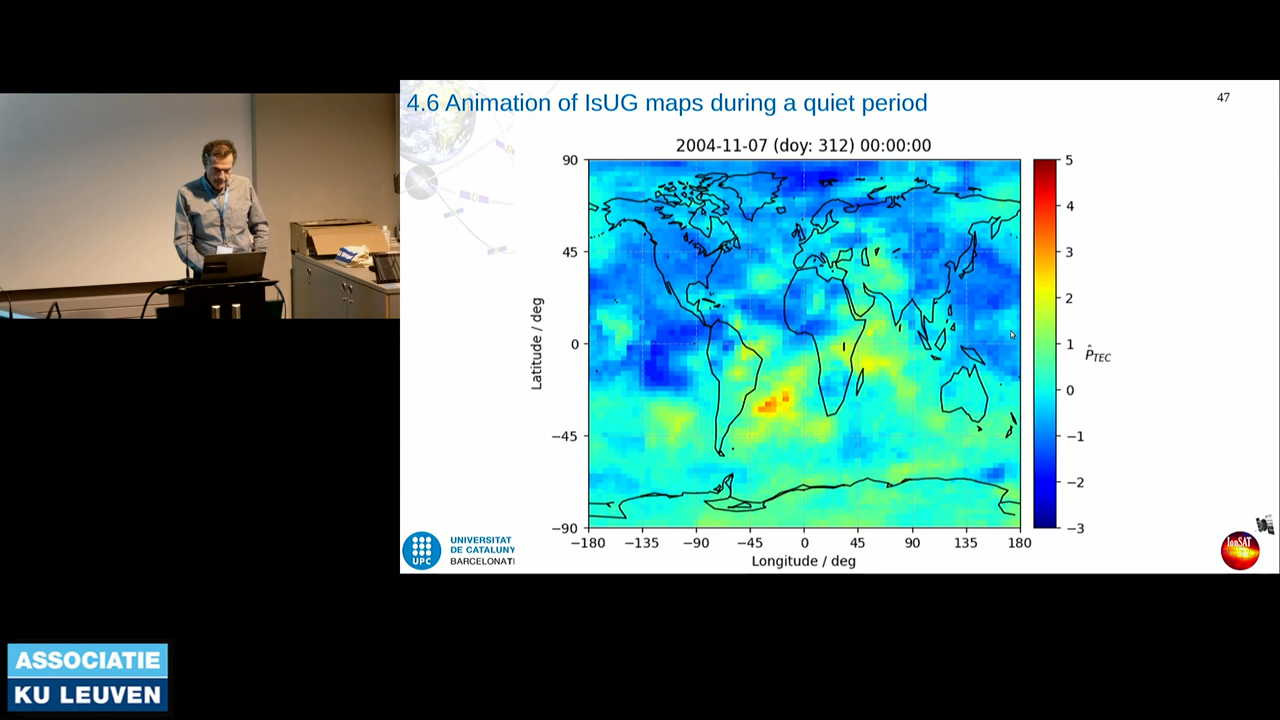 4.6 Animation of IsUG maps during a quiet period
47
2004-11-07 (doy: 312) 00:00:00
90
45
0
−45
−90
Latitude / deg
−180 −135 −90 −45 0 45 90 135 180
Longitude / deg
5
4
3
2
1
0
−1
−2
−3
P̂TEC
UPC
UNIVERSITAT
DE CATALUNY
BARCELONAT
IonSAT
ASSOCIATIE
KU LEUVEN